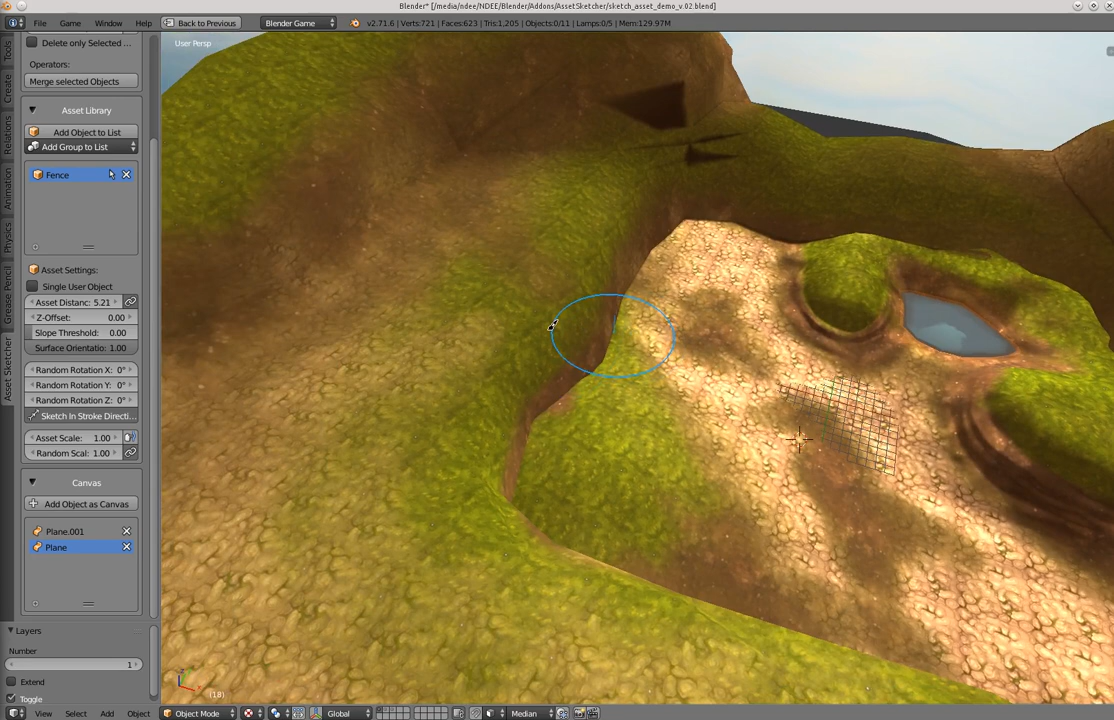 Blender* [/media/ndee/NDEE/Blender/Addons/AssetSketcher/sketch_asset_demo_v.02.blend]
File Render Window Help Back to Previous Blender Game v2.71.6 | Verts:721 | Faces:623 | Tris:1,205 | Objects:0/11 | Lamps:0/5 | Mem:129.97M
Tools
Create
Relations
Animation
Physics
Grease Pencil
Asset Sketcher
Delete only Selected ...
Operators:
Merge selected Objects
Asset Library
Add Object to List
Add Group to List
Fence
Asset Settings:
Single User Object
Asset Distanc: 5.21
Z-Offset: 0.00
Slope Threshold: 0.00
Surface Orientatio: 1.00
Random Rotation X: 0°
Random Rotation Y: 0°
Random Rotation Z: 0°
Sketch In Stroke Directi...
Asset Scale: 1.00
Random Scal: 1.00
Canvas
Add Object as Canvas
Plane.001
Plane
Layers
Number
1
Extend
Toggle
User Persp
(18)
View Select Add Object Object Mode Global Median